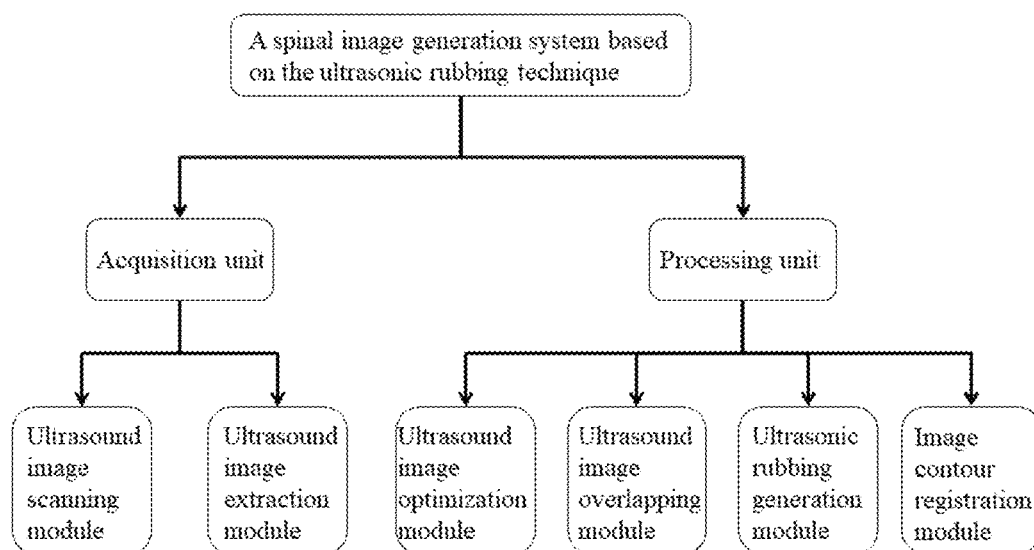 A spinal image generation system based
on the ultrasonic rubbing technique
Acquisition unit
Processing unit
Ultrasound
image
scanning
module
Ultrasound
image
extraction
module
Ultrasound
image
optimization
module
Ultrasound
image
overlapping
module
Ultrasonic
rubbing
generation
module
Image
contour
registration
module